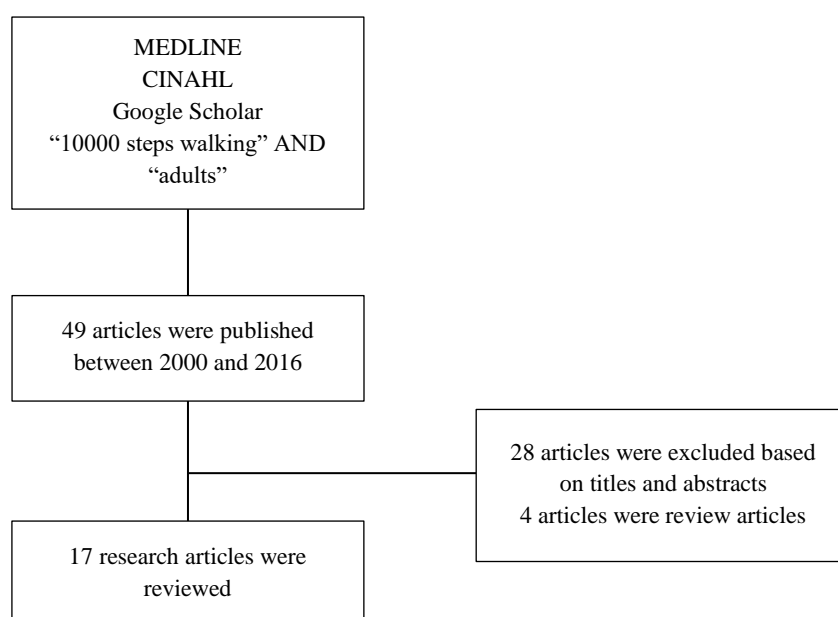 MEDLINE
CINAHL
Google Scholar
“10000 steps walking” AND
“adults”
49 articles were published
between 2000 and 2016
28 articles were excluded based
on titles and abstracts
4 articles were review articles
17 research articles were
reviewed